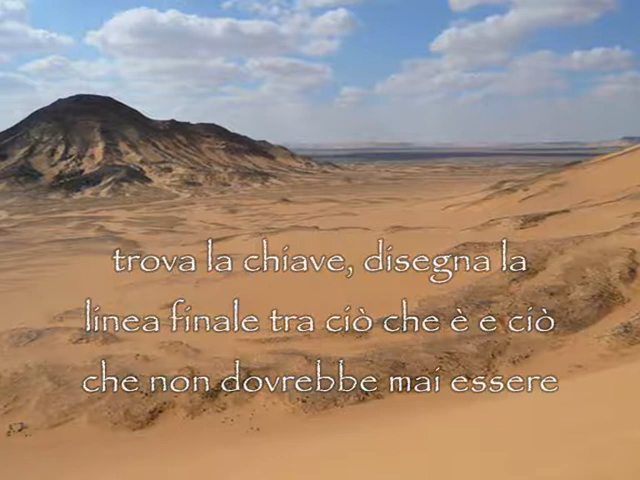 trova la chiave, disegna la
linea finale tra ciò che è e ciò
che non dovrebbe mai essere